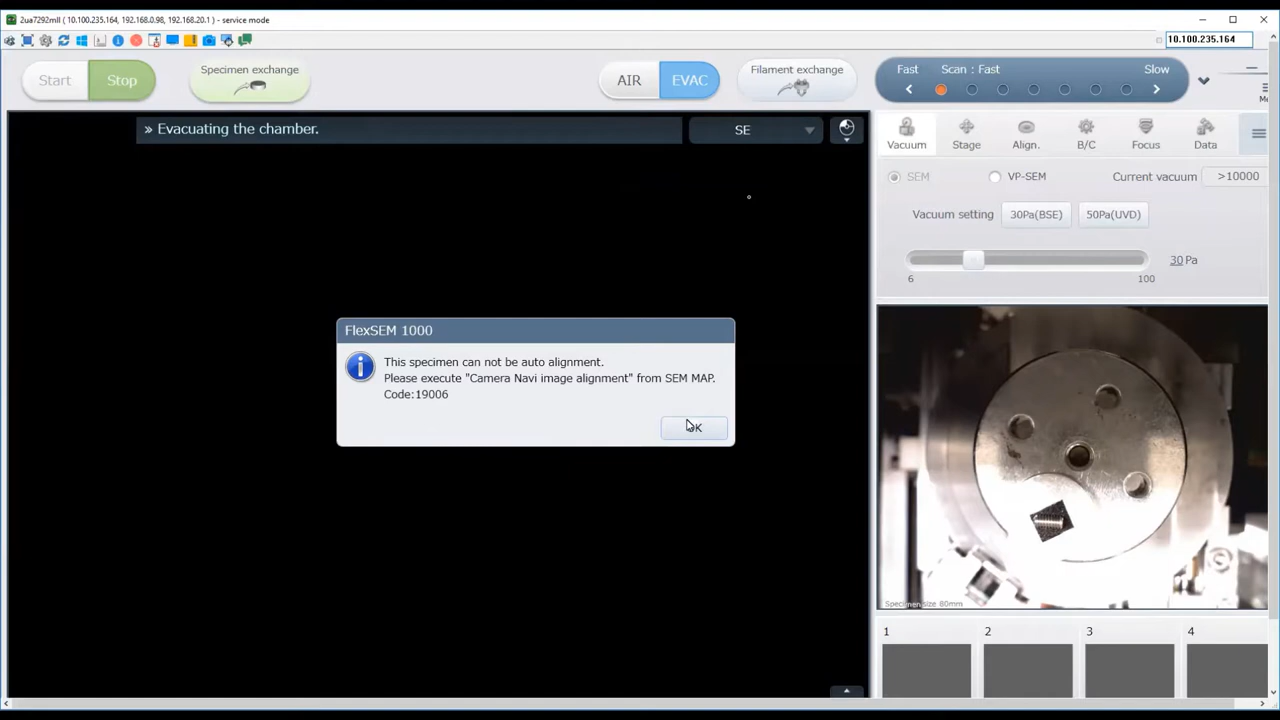 2ua7292mll ( 10.100.235.164, 192.168.0.98, 192.168.20.1 ) - service mode
10.100.235.164
Start
Stop
Specimen exchange
AIR
EVAC
Filament exchange
Fast
Scan : Fast
Slow
» Evacuating the chamber.
SE
Vacuum
Stage
Align.
B/C
Focus
Data
SEM
VP-SEM
Current vacuum
>10000
Vacuum setting
30Pa(BSE)
50Pa(UVD)
30 Pa
6
100
FlexSEM 1000
This specimen can not be auto alignment.
Please execute "Camera Navi image alignment" from SEM MAP.
Code:19006
OK
Specimen size 80mm
1
2
3
4